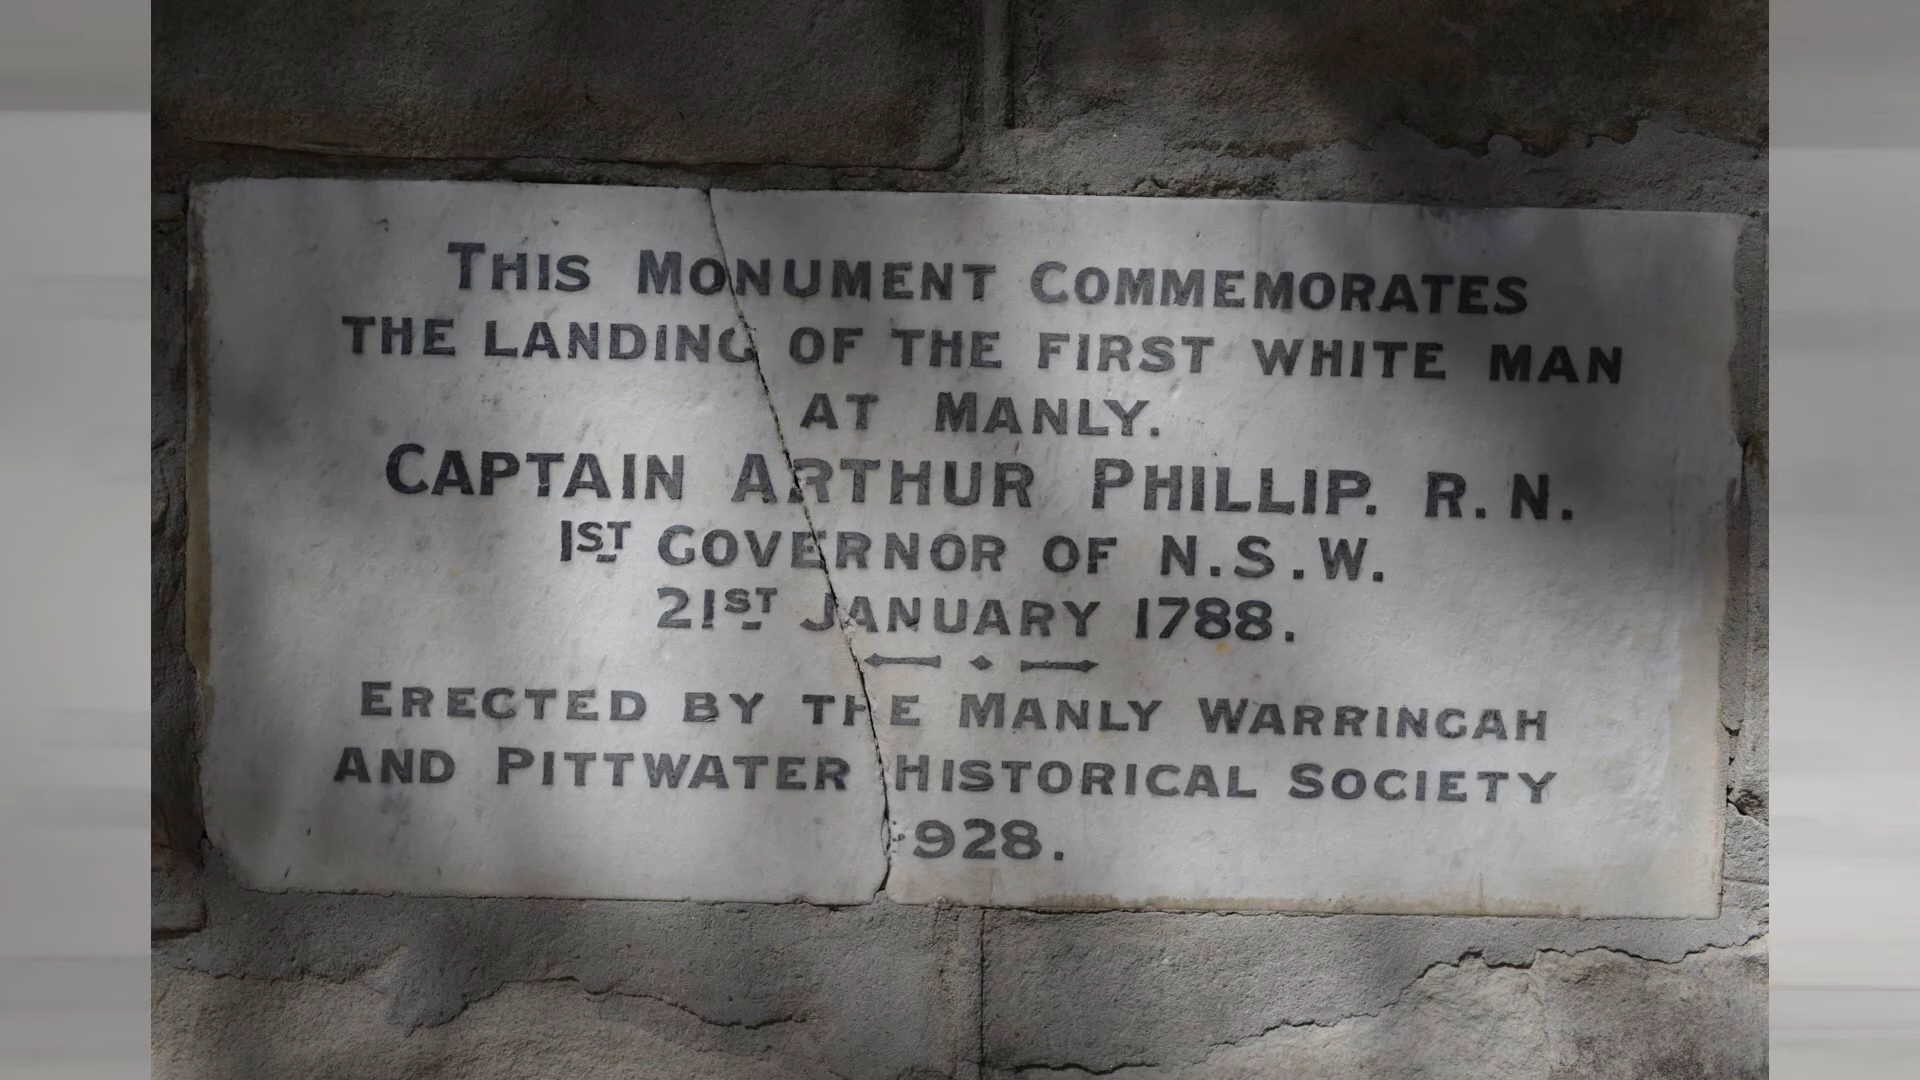 THIS MONUMENT COMMEMORATES
THE LANDING OF THE FIRST WHITE MAN
AT MANLY.
CAPTAIN ARTHUR PHILLIP. R.N.
1ST GOVERNOR OF N.S.W.
21ST JANUARY 1788.
ERECTED BY THE MANLY WARRINGAH
AND PITTWATER HISTORICAL SOCIETY
928.